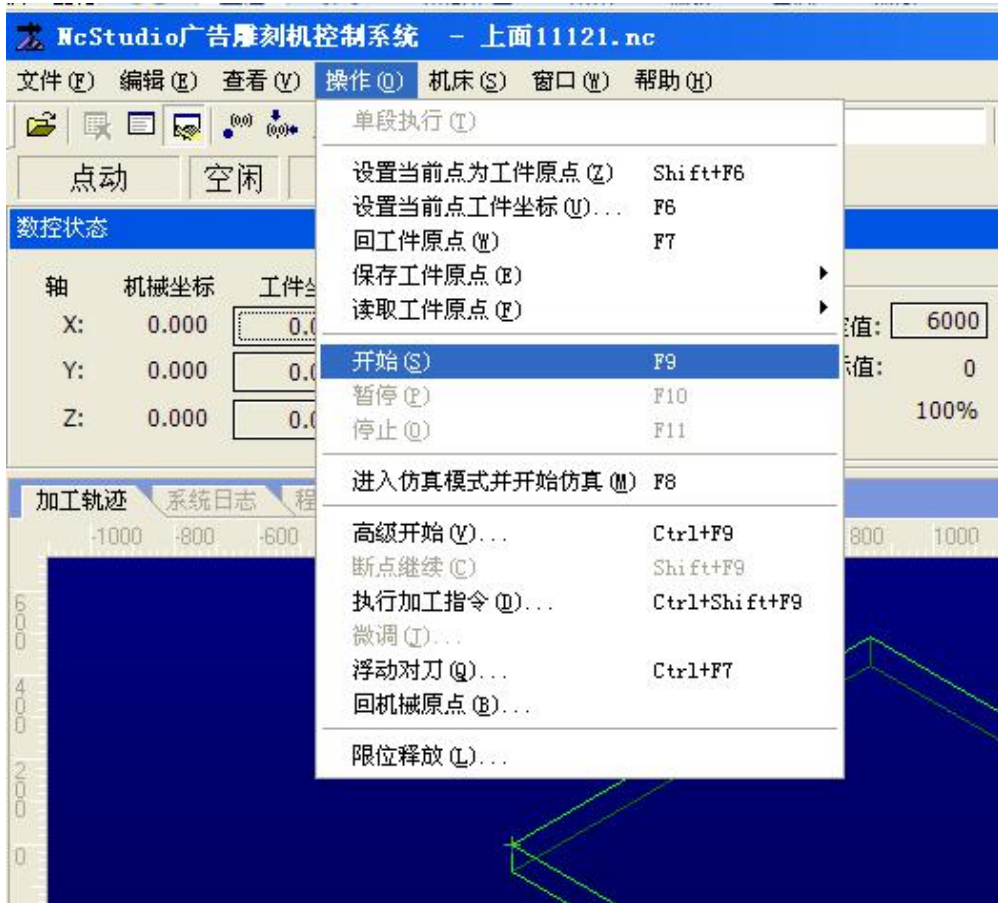 NcStudio广告雕刻机控制系统 - 上面11121.nc
文件(F) 编辑(E) 查看(V) 操作(O) 机床(S) 窗口(W) 帮助(H)
单段执行(T)
点动 空闲
设置当前点为工件原点(Z) Shift+F6
设置当前点工件坐标(U)... F6
数控状态
回工件原点(W) F7
轴 机械坐标 工件
保存工件原点(E)
读取工件原点(F)
X: 0.000 0.0
值: 6000
开始(S) F9
Y: 0.000 0.0
值: 0
暂停(P) F10
Z: 0.000 0.0
100%
停止(O) F11
进入仿真模式并开始仿真(M) F8
加工轨迹 系统日志 程
-1000 -800 -600 800 1000
高级开始(V)... Ctrl+F9
断点继续(C) Shift+F9
执行加工指令(D)... Ctrl+Shift+F9
600
微调(J)...
浮动对刀(Q)... Ctrl+F7
400
回机械原点(B)...
限位释放(L)...
200
0